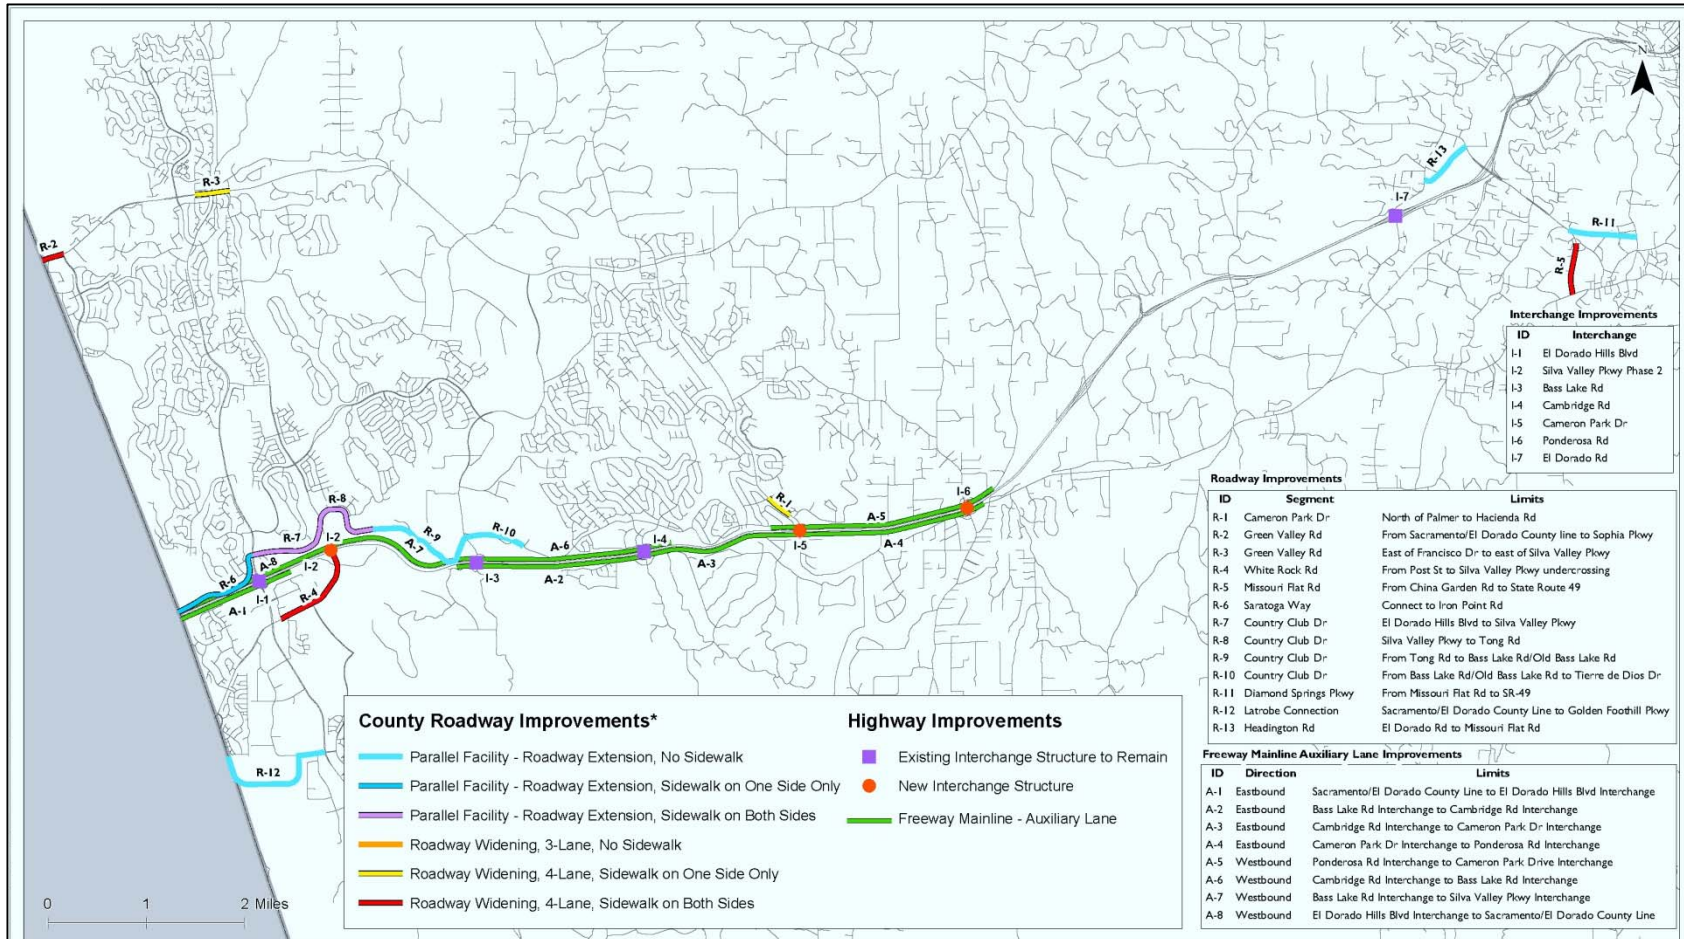 N
R-13
R-3
I-7
R-2
R-11
R-5
Interchange Improvements
ID Interchange
I-1 El Dorado Hills Blvd
I-2 Silva Valley Pkwy Phase 2
I-3 Bass Lake Rd
I-4 Cambridge Rd
I-5 Cameron Park Dr
I-6 Ponderosa Rd
I-7 El Dorado Rd
Roadway Improvements
ID Segment Limits
R-1 Cameron Park Dr North of Palmer to Hacienda Rd
R-2 Green Valley Rd From Sacramento/El Dorado County line to Sophia Pkwy
R-3 Green Valley Rd East of Francisco Dr to east of Silva Valley Pkwy
R-4 White Rock Rd From Post St to Silva Valley Pkwy undercrossing
R-5 Missouri Flat Rd From China Garden Rd to State Route 49
R-6 Saratoga Way Connect to Iron Point Rd
R-7 Country Club Dr El Dorado Hills Blvd to Silva Valley Pkwy
R-8 Country Club Dr Silva Valley Pkwy to Tong Rd
R-9 Country Club Dr From Tong Rd to Bass Lake Rd/Old Bass Lake Rd
R-10 Country Club Dr From Bass Lake Rd/Old Bass Lake Rd to Tierre de Dios Dr
R-11 Diamond Springs Pkwy From Missouri Flat Rd to SR-49
R-12 Latrobe Connection Sacramento/El Dorado County Line to Golden Foothill Pkwy
R-13 Headington Rd El Dorado Rd to Missouri Flat Rd
R-8
R-1
I-6
R-7
R-9
R-10
A-5
I-2
I-4
A-6
I-5
A-4
A-7
A-8
I-2
A-3
R-6
I-3
A-2
I-1
R-4
A-1
R-12
Freeway Mainline Auxiliary Lane Improvements
ID Direction Limits
A-1 Eastbound Sacramento/El Dorado County Line to El Dorado Hills Blvd Interchange
A-2 Eastbound Bass Lake Rd Interchange to Cambridge Rd Interchange
A-3 Eastbound Cambridge Rd Interchange to Cameron Park Dr Interchange
A-4 Eastbound Cameron Park Dr Interchange to Ponderosa Rd Interchange
A-5 Westbound Ponderosa Rd Interchange to Cameron Park Drive Interchange
A-6 Westbound Cambridge Rd Interchange to Bass Lake Rd Interchange
A-7 Westbound Bass Lake Rd Interchange to Silva Valley Pkwy Interchange
A-8 Westbound El Dorado Hills Blvd Interchange to Sacramento/El Dorado County Line
County Roadway Improvements*
Parallel Facility - Roadway Extension, No Sidewalk
Parallel Facility - Roadway Extension, Sidewalk on One Side Only
Parallel Facility - Roadway Extension, Sidewalk on Both Sides
Roadway Widening, 3-Lane, No Sidewalk
Roadway Widening, 4-Lane, Sidewalk on One Side Only
Roadway Widening, 4-Lane, Sidewalk on Both Sides
Highway Improvements
Existing Interchange Structure to Remain
New Interchange Structure
Freeway Mainline - Auxiliary Lane
0 1 2 Miles